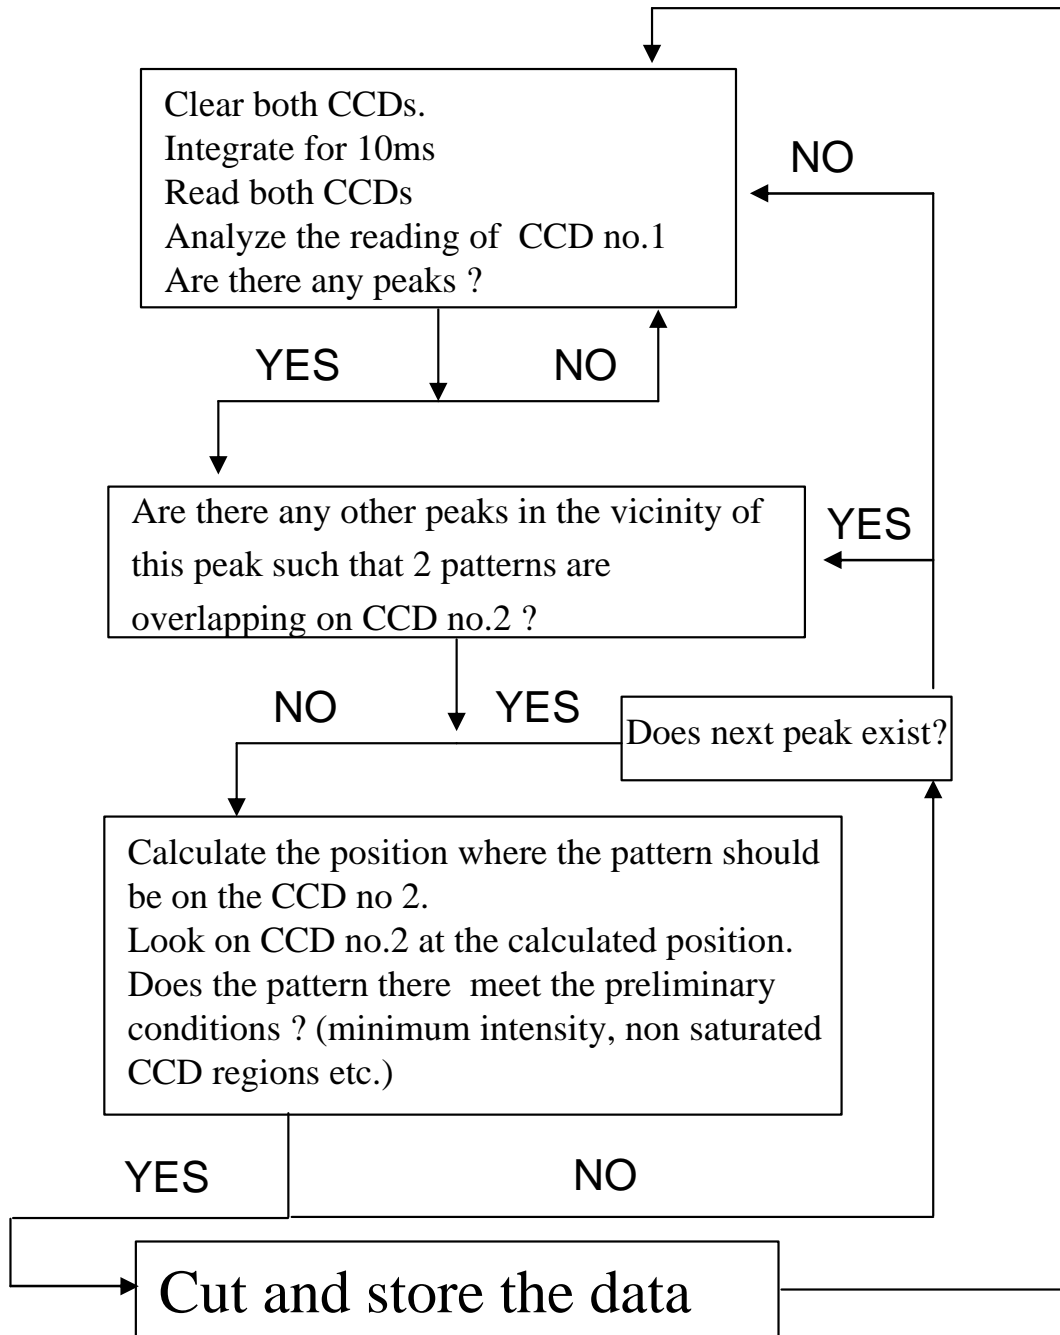 Clear both CCDs.
Integrate for 10ms
Read both CCDs
Analyze the reading of  CCD no.1
Are there any peaks ?
NO
YES
NO
Are there any other peaks in the vicinity of
this peak such that 2 patterns are
overlapping on CCD no.2 ?
YES
NO
YES
Does next peak exist?
Calculate the position where the pattern should
be on the CCD no 2.
Look on CCD no.2 at the calculated position.
Does the pattern there  meet the preliminary
conditions ? (minimum intensity, non saturated
CCD regions etc.)
YES
NO
Cut and store the data